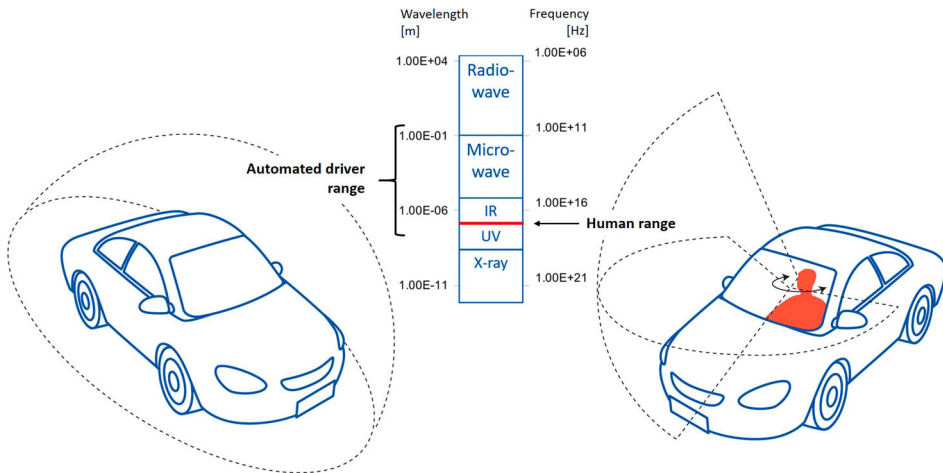 Wavelength
[m]
Frequency
[Hz]
1.00E+04
1.00E+06
Radio-
wave
1.00E-01
1.00E+11
Automated driver
range
Micro-
wave
1.00E-06
IR
1.00E+16
Human range
UV
X-ray
1.00E-11
1.00E+21